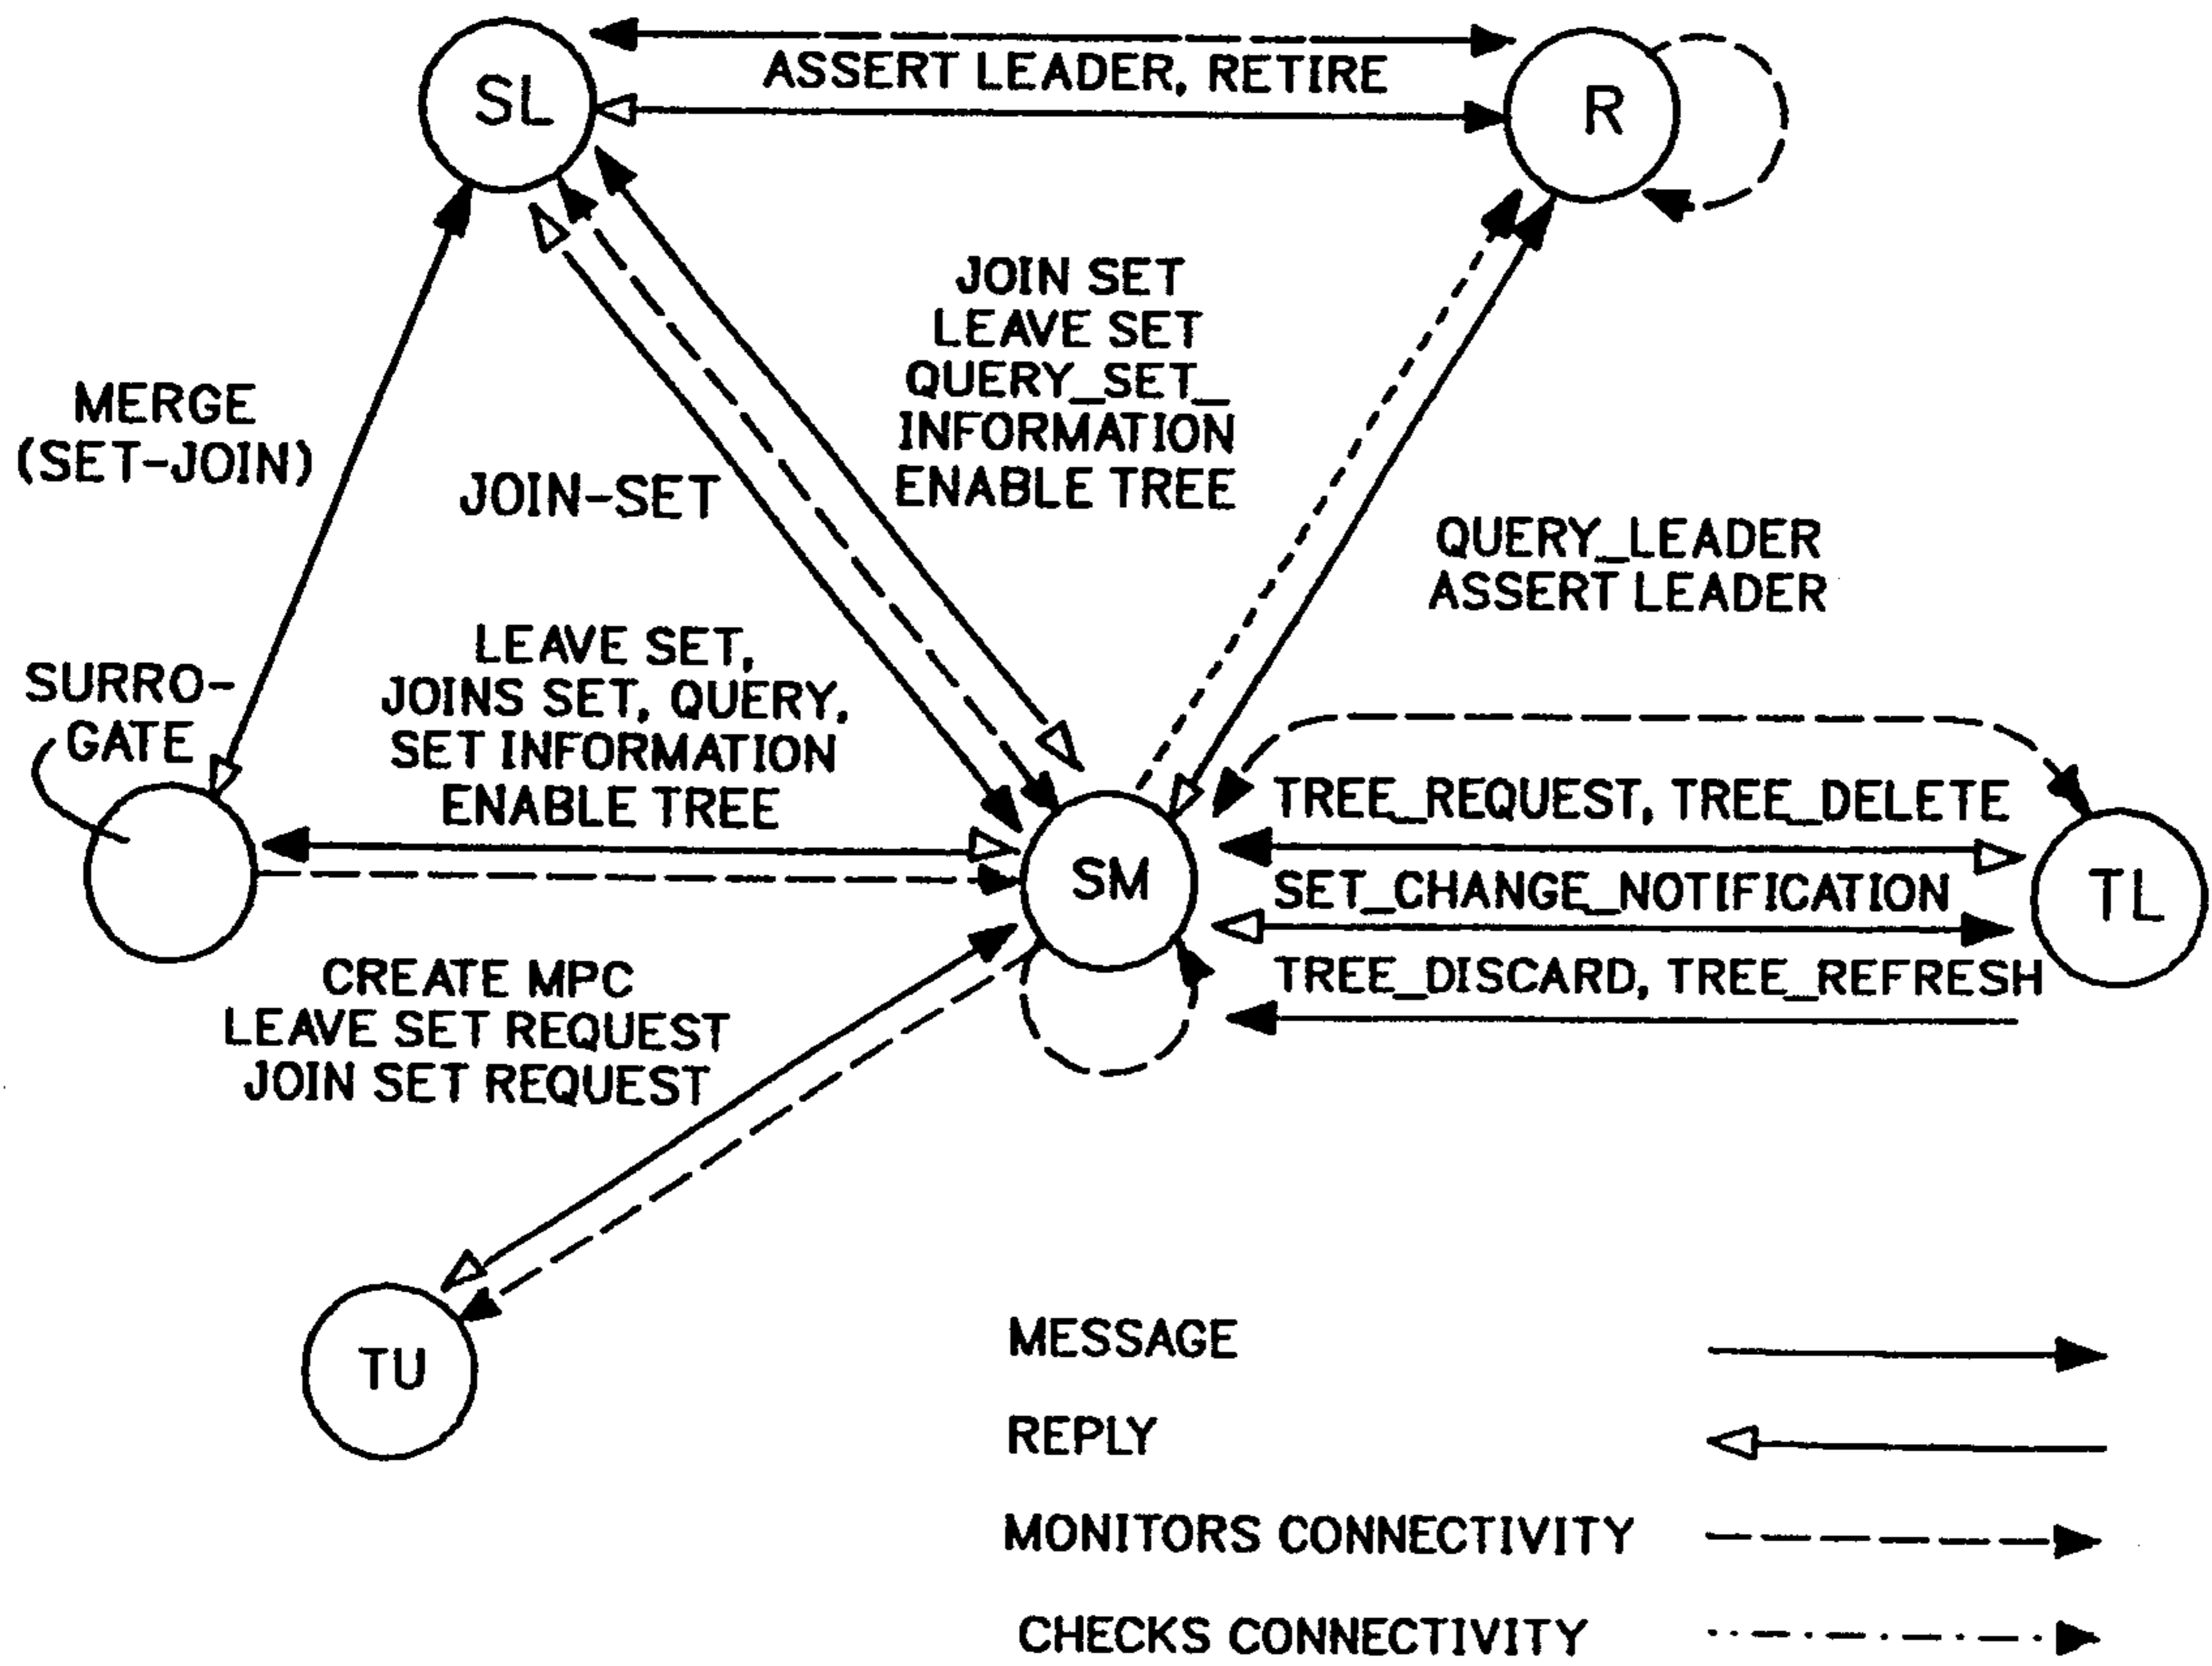 SL
ASSERT LEADER, RETIRE
R
JOIN SET
LEAVE SET
QUERY_SET_
INFORMATION
ENABLE TREE
MERGE
(SET-JOIN)
JOIN-SET
QUERY_LEADER
ASSERT LEADER
SURRO-
GATE
LEAVE SET,
JOINS SET, QUERY,
SET INFORMATION
ENABLE TREE
SM
TREE_REQUEST, TREE_DELETE
SET_CHANGE_NOTIFICATION
TREE_DISCARD, TREE_REFRESH
TL
CREATE MPC
LEAVE SET REQUEST
JOIN SET REQUEST
TU
MESSAGE
REPLY
MONITORS CONNECTIVITY
CHECKS CONNECTIVITY